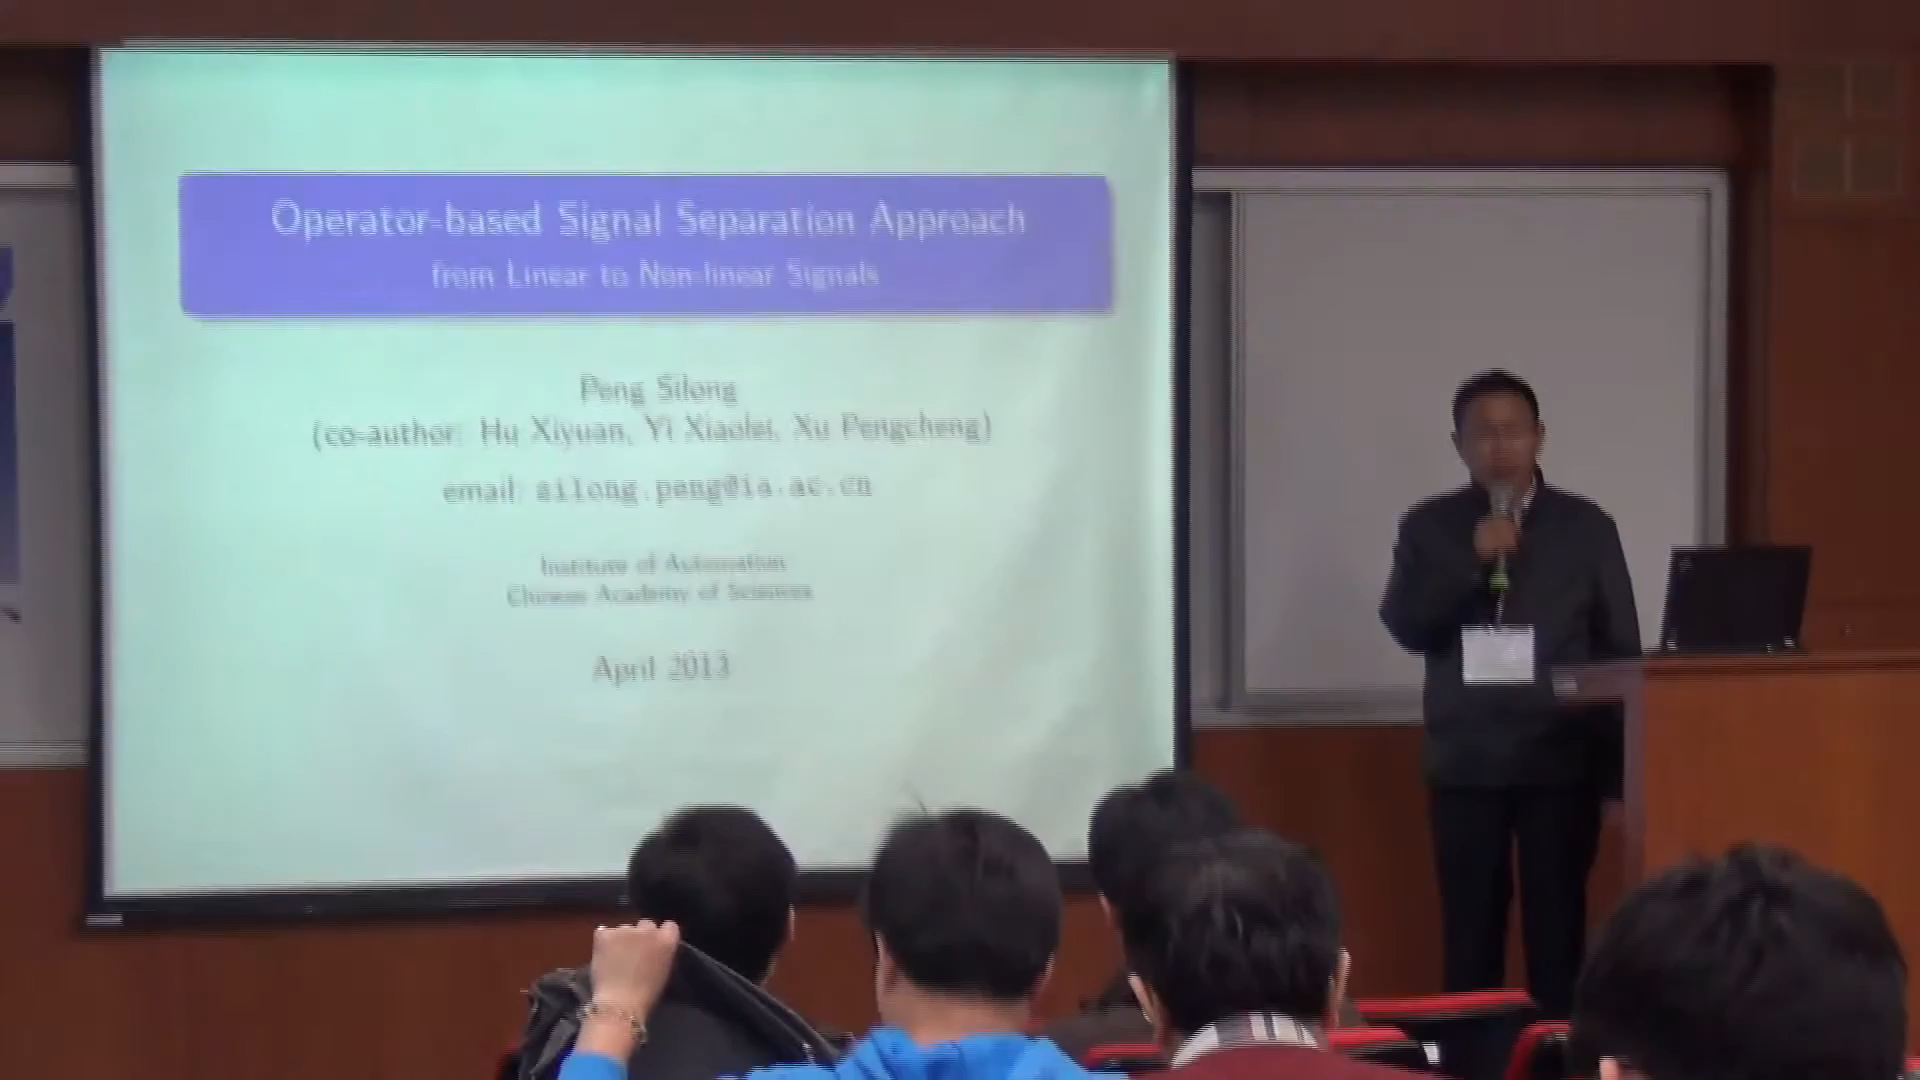 Operator-based Signal Separation Approach
from Linear to Non-linear Signals
Peng Silong
(co-author: Hu Xiyuan, Yi Xiaolei, Xu Pengcheng)
email: silong.peng@ia.ac.cn
Institute of Automation
Chinese Academy of Sciences
April 2013